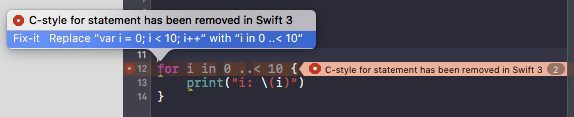 C-style for statement has been removed in Swift 3
Fix-it Replace “var i = 0; i < 10; i++” with “i in 0 ..< 10”
11
12 for i in 0 ..< 10 { C-style for statement has been removed in Swift 3 2
13 print("i: \(i)")
14 }